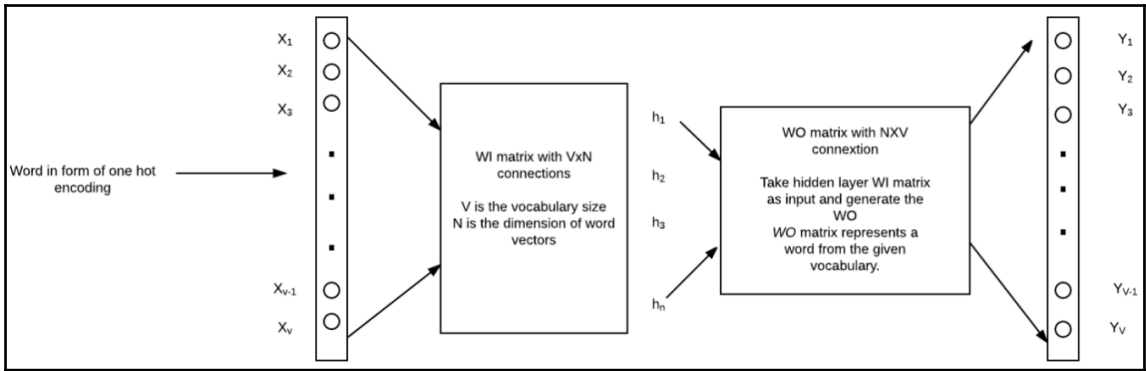 X1
X2
X3
Word in form of one hot
encoding
Xv-1
Xv
WI matrix with VxN
connections
V is the vocabulary size
N is the dimension of word
vectors
h1
h2
h3
hn
WO matrix with NXV
connextion
Take hidden layer WI matrix
as input and generate the
WO
WO matrix represents a
word from the given
vocabulary.
Y1
Y2
Y3
YV-1
YV